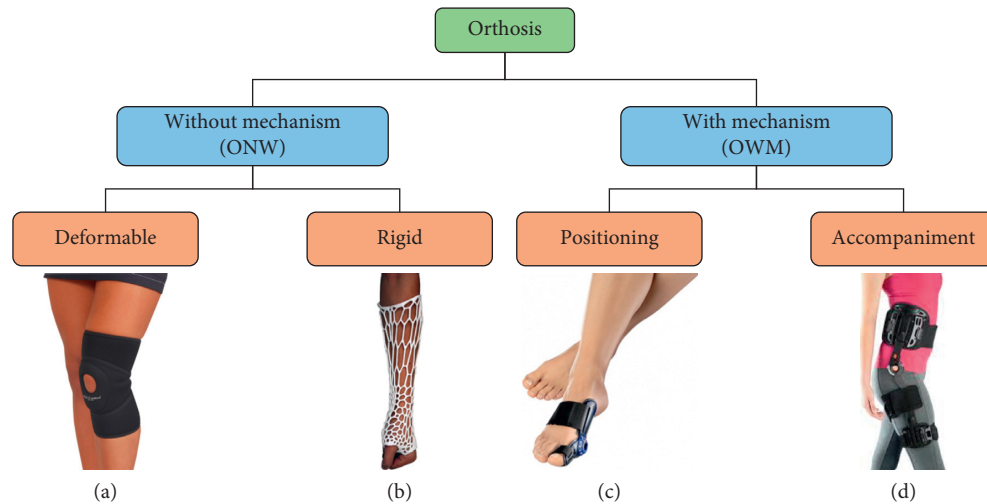 Orthosis
Without mechanism
(ONW)
With mechanism
(OWM)
Deformable
Rigid
Positioning
Accompaniment
(a)
(b)
(c)
(d)